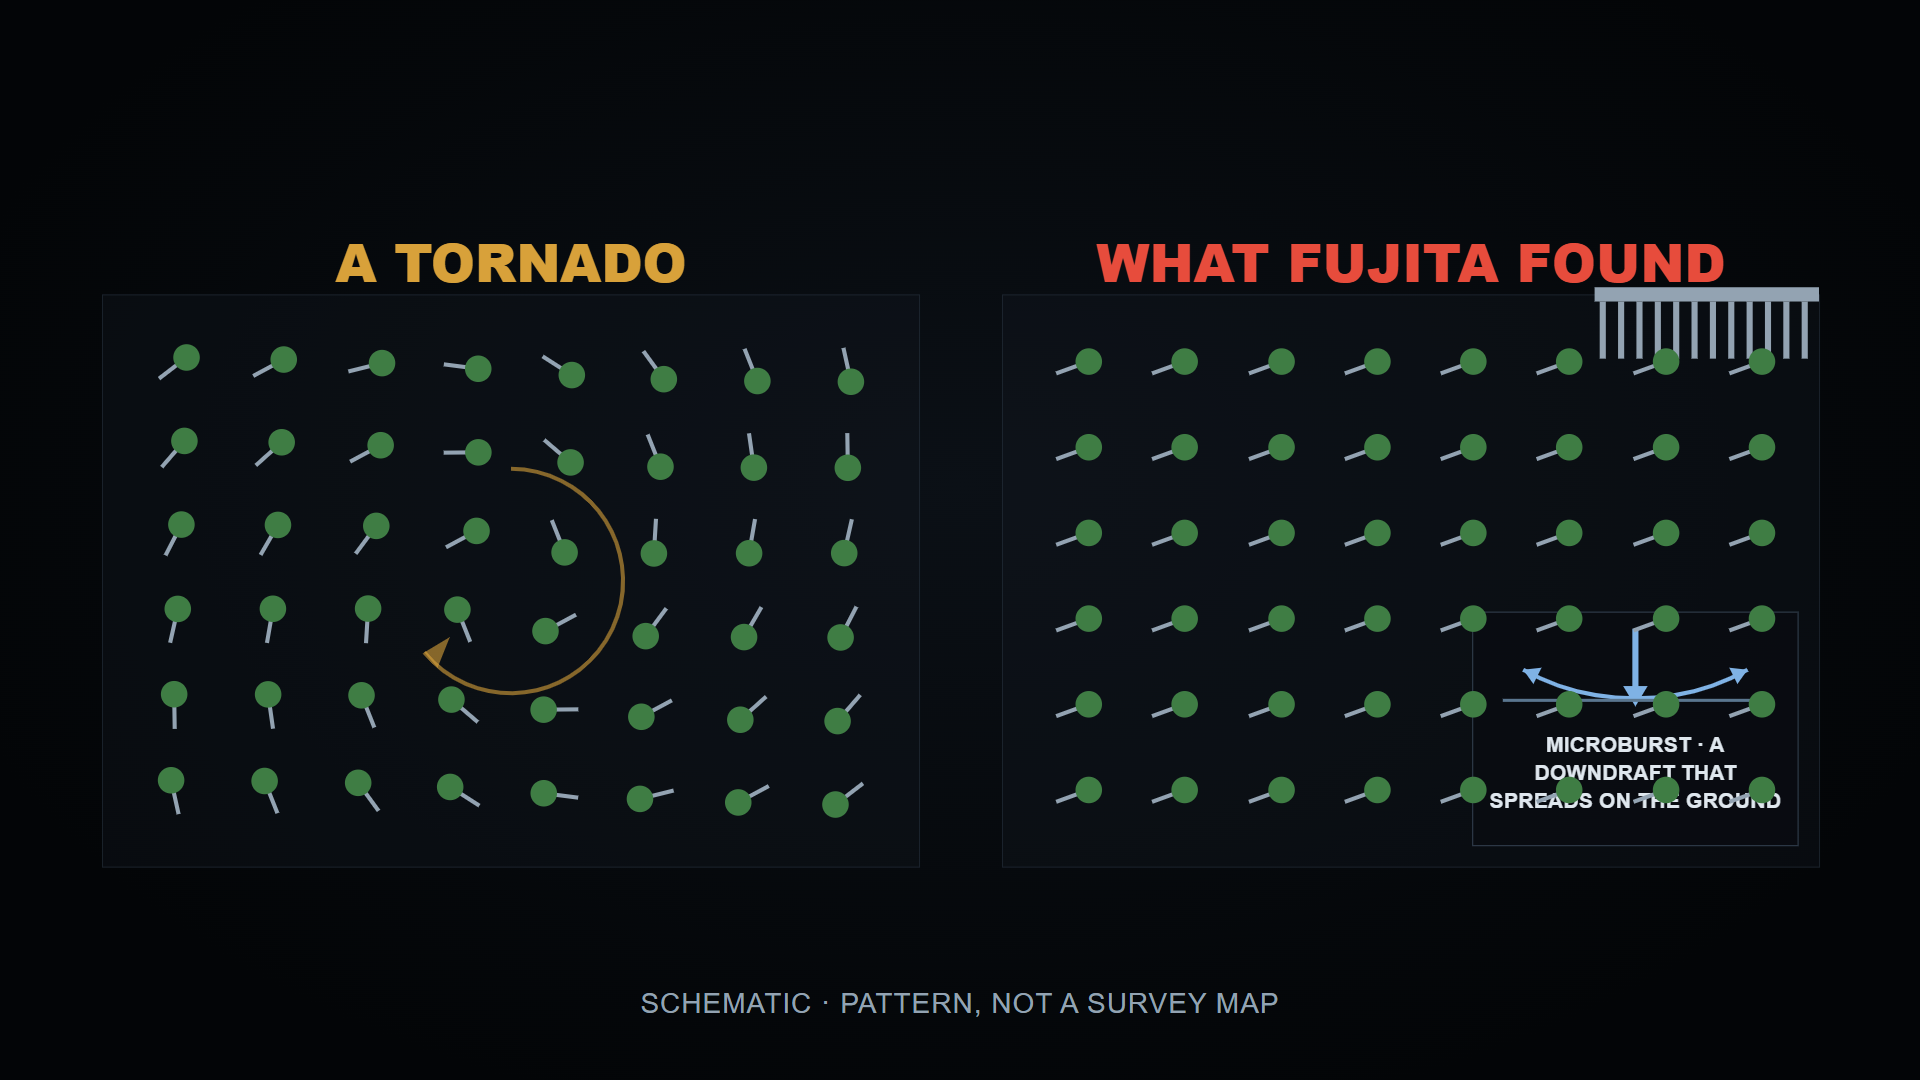 A TORNADO
WHAT FUJITA FOUND
MICROBURST · A
DOWNDRAFT THAT
SPREADS ON THE GROUND
SCHEMATIC · PATTERN, NOT A SURVEY MAP